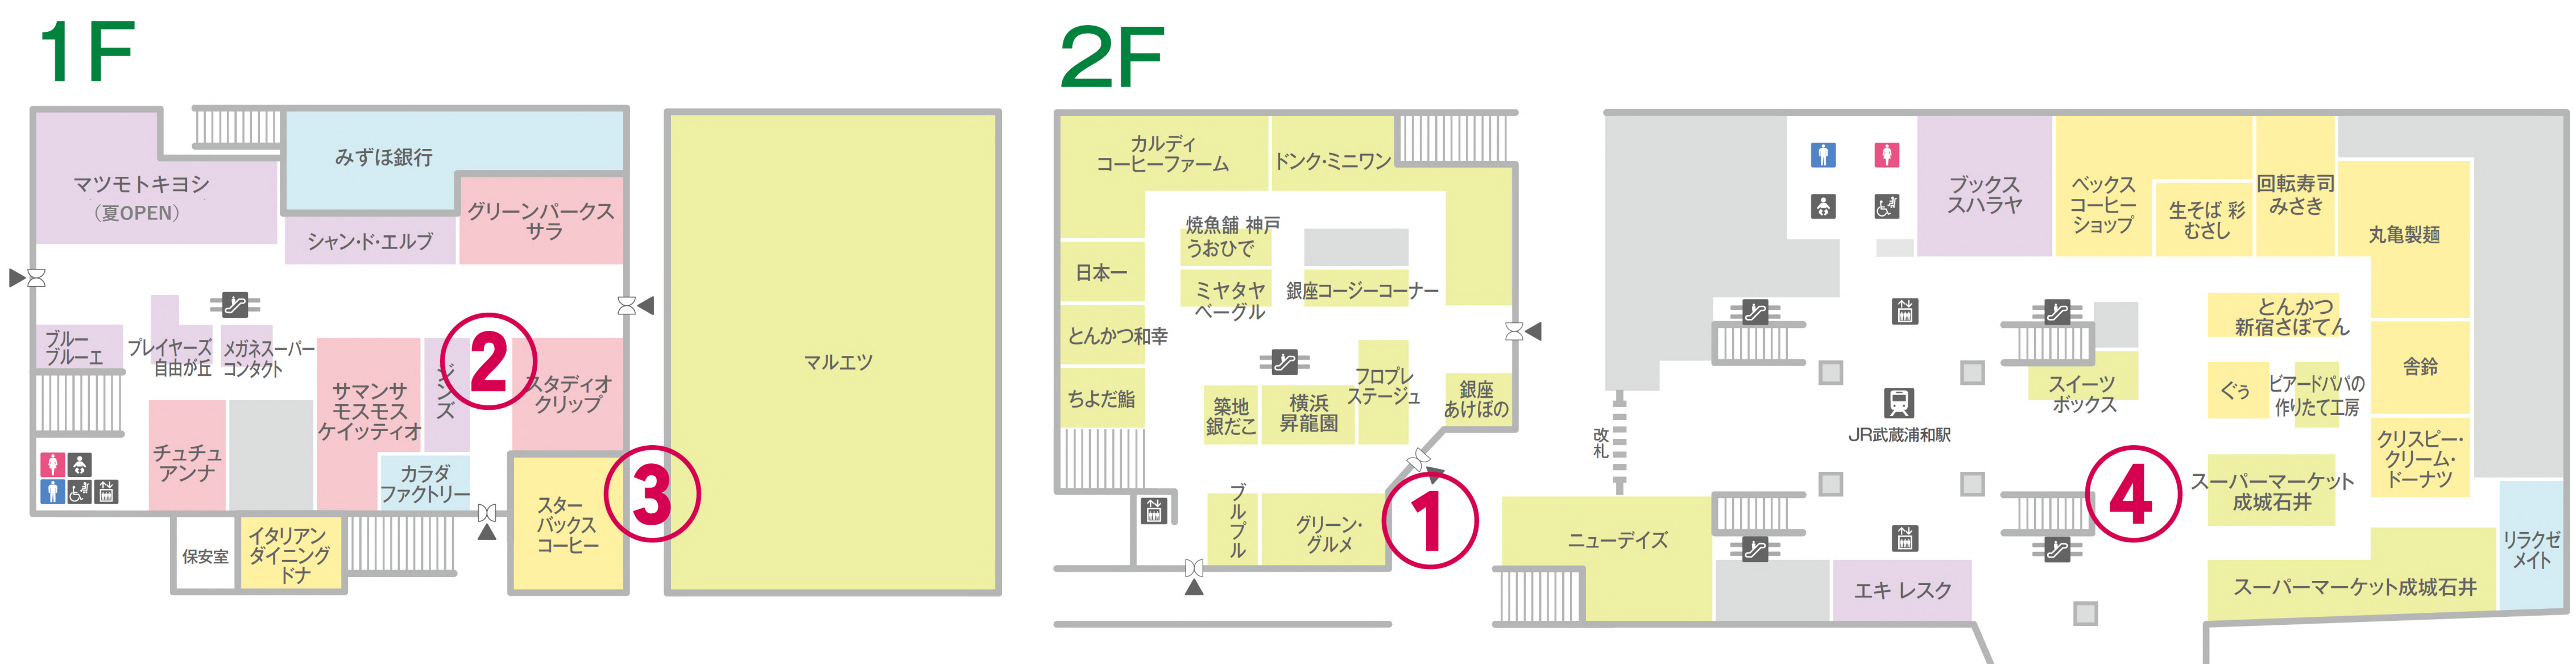 1F
みずほ銀行
マツモトキヨシ
（夏OPEN）
グリーンパークス
サラ
シャン・ド・エルブ
ブルー
ブルーエ
プレイヤーズ
自由が丘
メガネスーパー
コンタクト
サマンサ
モスモス
ケイッティオ
ジンズ
②
スタディオ
クリップ
チュチュ
アンナ
カラダ
ファクトリー
保安室
イタリアン
ダイニング
ドナ
スター
バックス
コーヒー
③
マルエツ
2F
カルディ
コーヒーファーム
ドンク・ミニワン
焼魚舗 神戸
うおひで
日本一
ミヤタヤ
ベーグル
銀座コージーコーナー
とんかつ和幸
ちよだ鮨
築地
銀だこ
横浜
昇龍園
フロプレ
ステージュ
銀座
あけぼの
プルプル
グリーン・
グルメ
①
改札
ニューデイズ
JR武蔵浦和駅
エキ レスク
ブックス
スハラヤ
ベックス
コーヒー
ショップ
生そば 彩
むさし
回転寿司
みさき
丸亀製麺
とんかつ
新宿さぼてん
スイーツ
ボックス
ぐぅ
ビアードパパの
作りたて工房
舎鈴
クリスピー・
クリーム・
ドーナツ
④
スーパーマーケット
成城石井
スーパーマーケット成城石井
リラクゼ
メイト